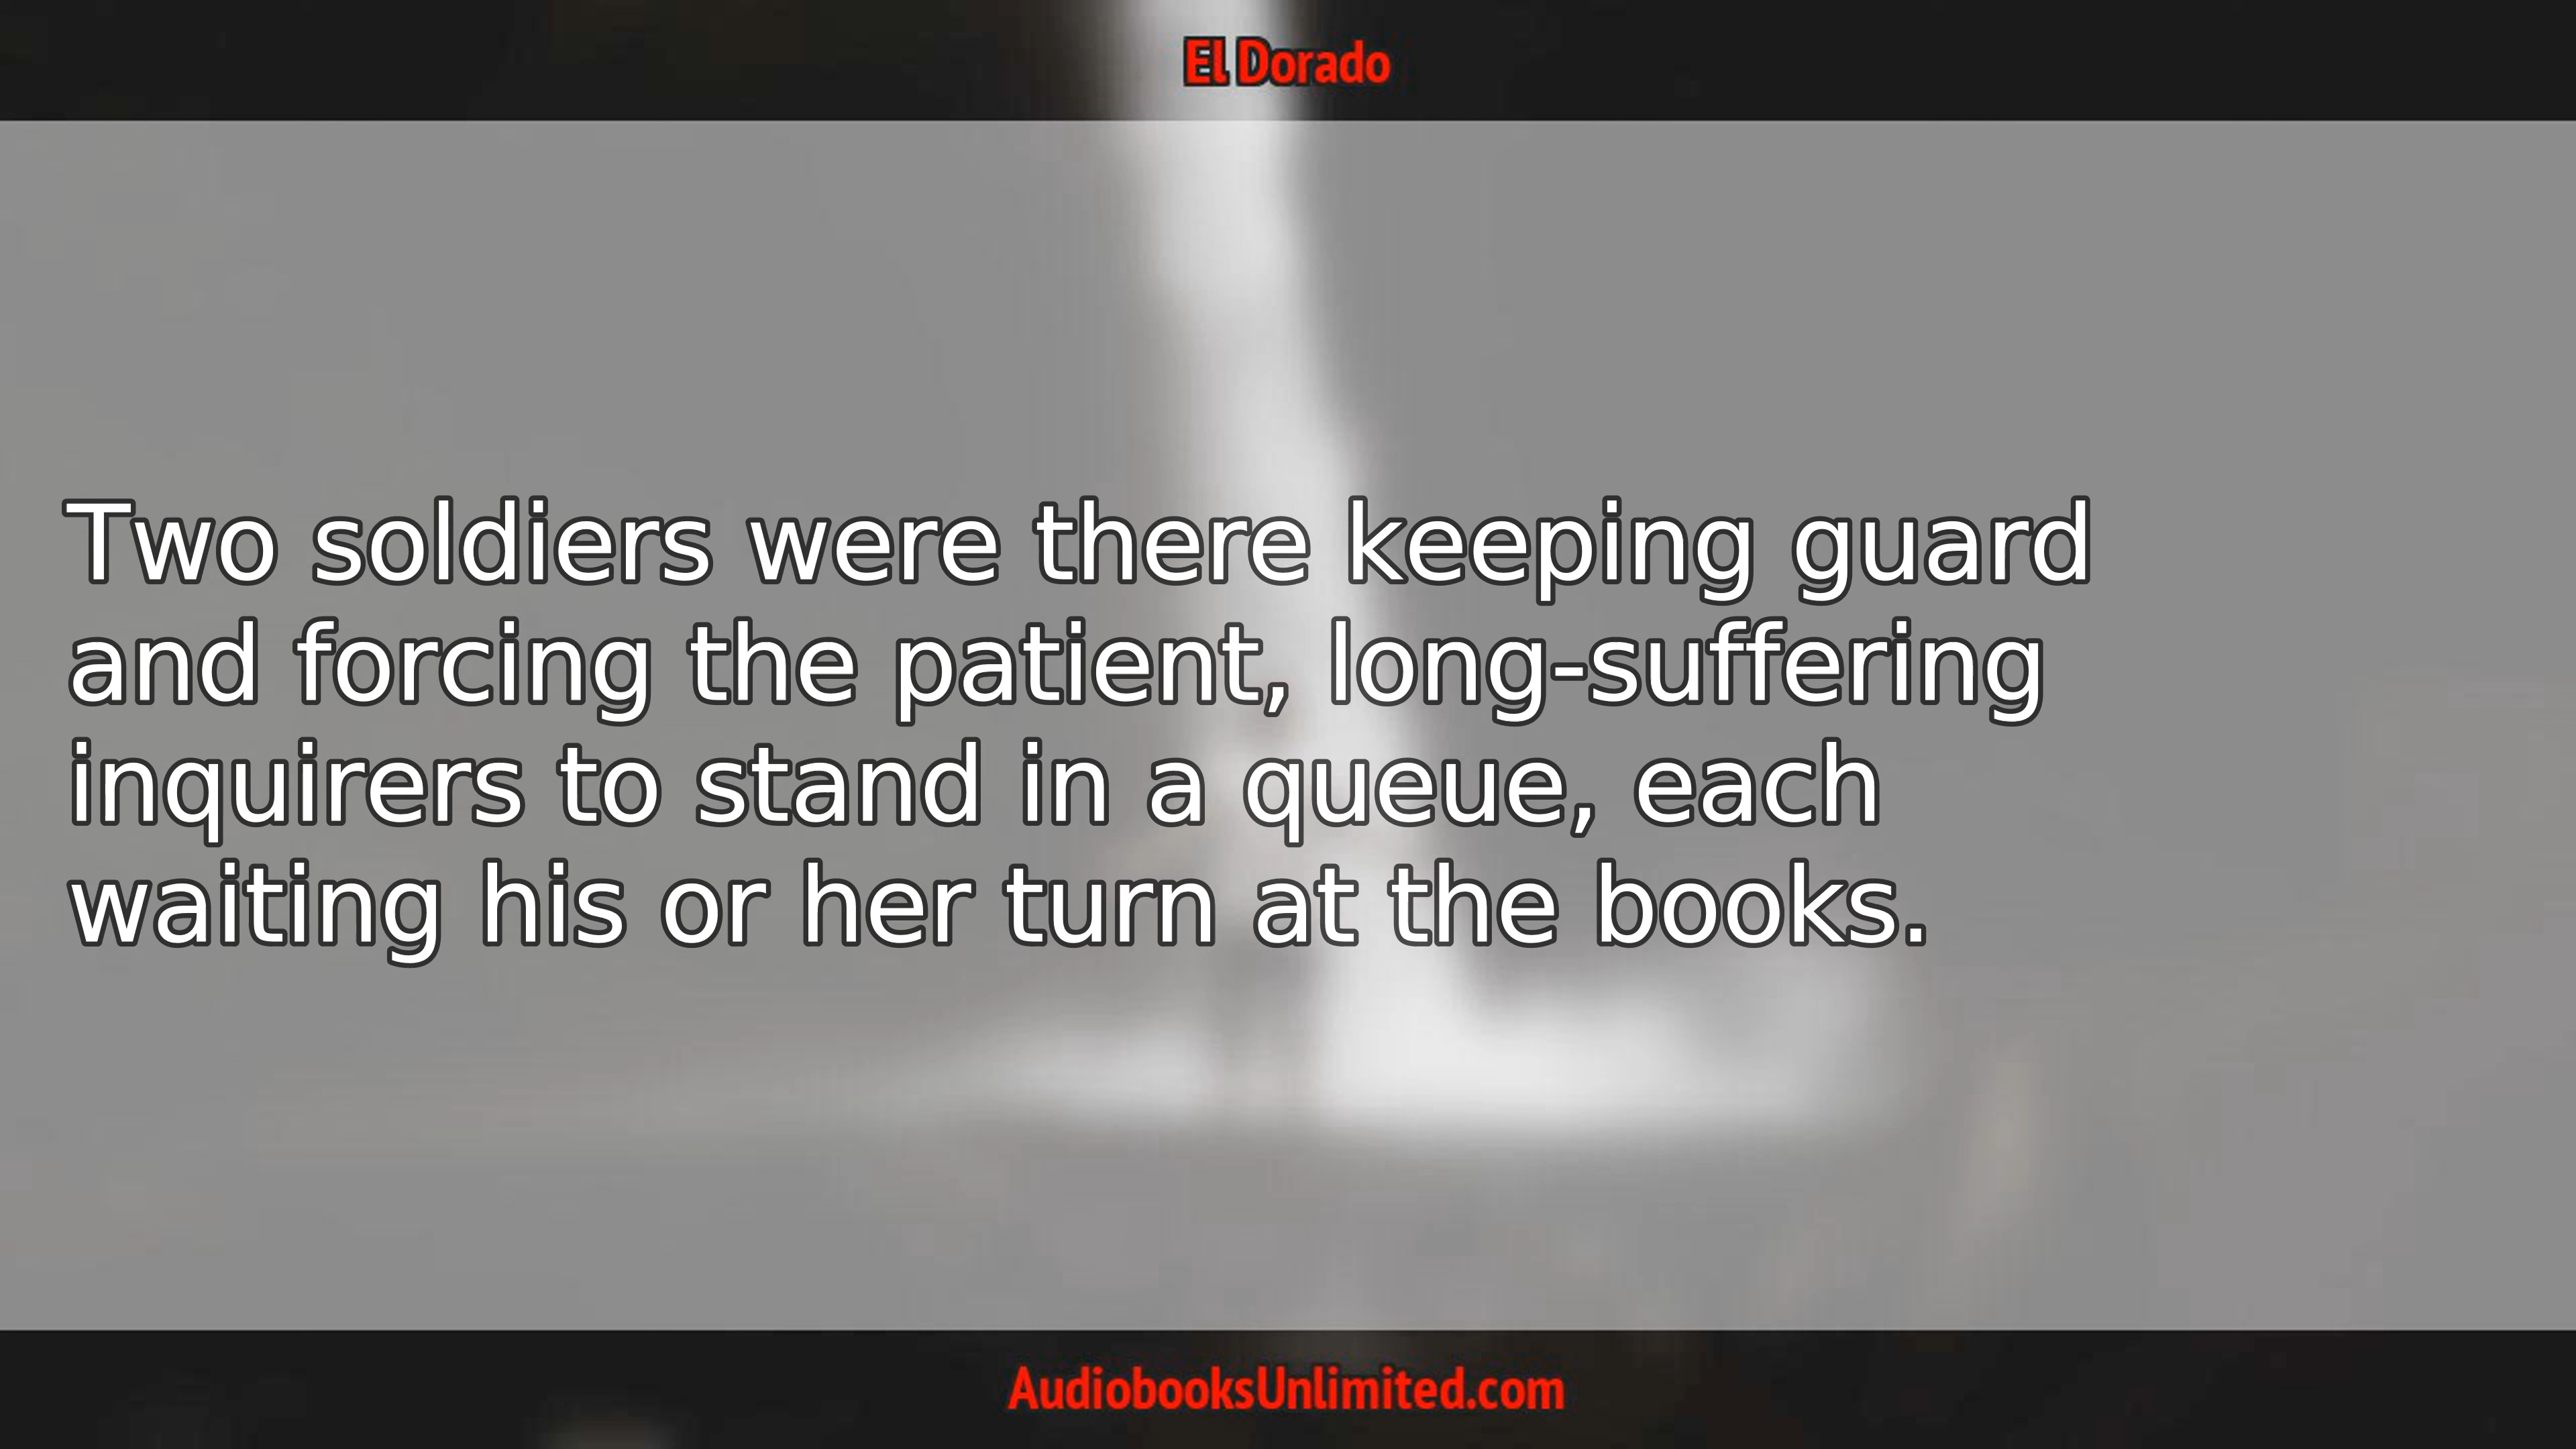 El Dorado
Two soldiers were there keeping guard
and forcing the patient, long-suffering
inquirers to stand in a queue, each
waiting his or her turn at the books.
AudiobooksUnlimited.com